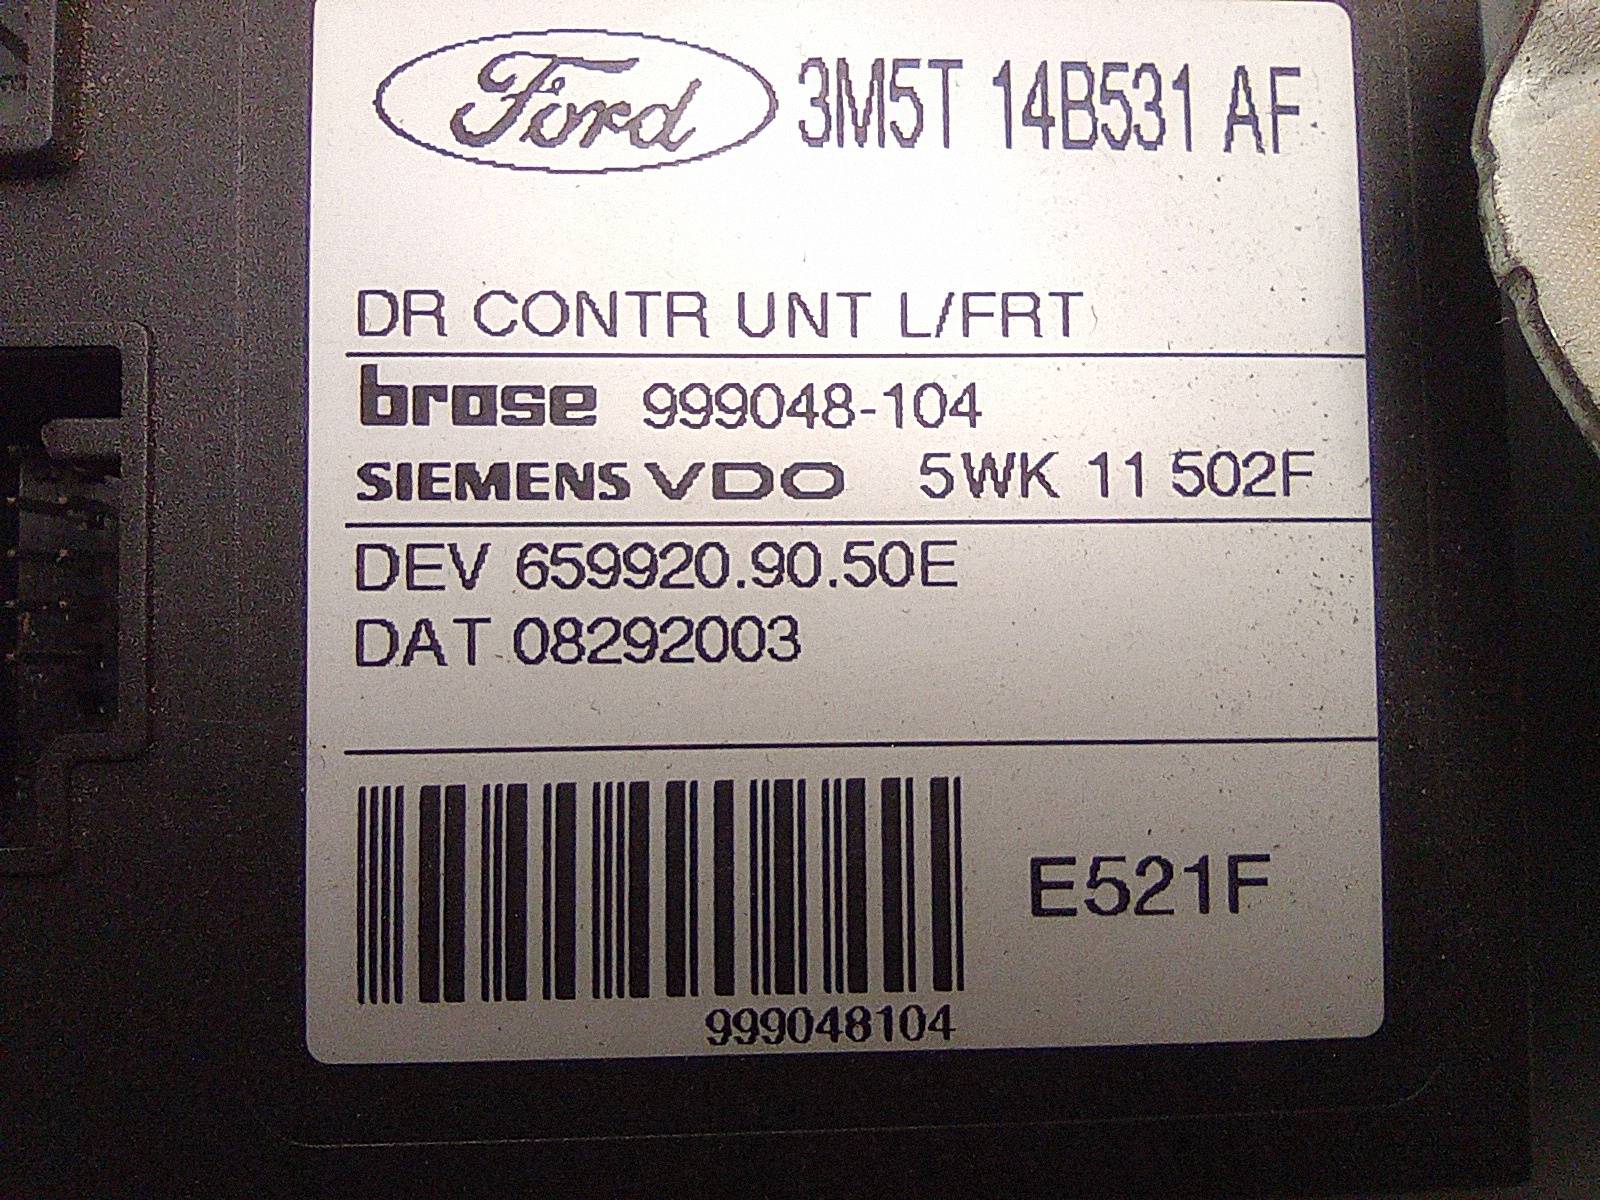 Ford 3M5T 14B531 AF
DR CONTR UNT L/FRT
brose 999048-104
SIEMENS VDO 5WK 11 502F
DEV 659920.90.50E
DAT 08292003
E521F
999048104